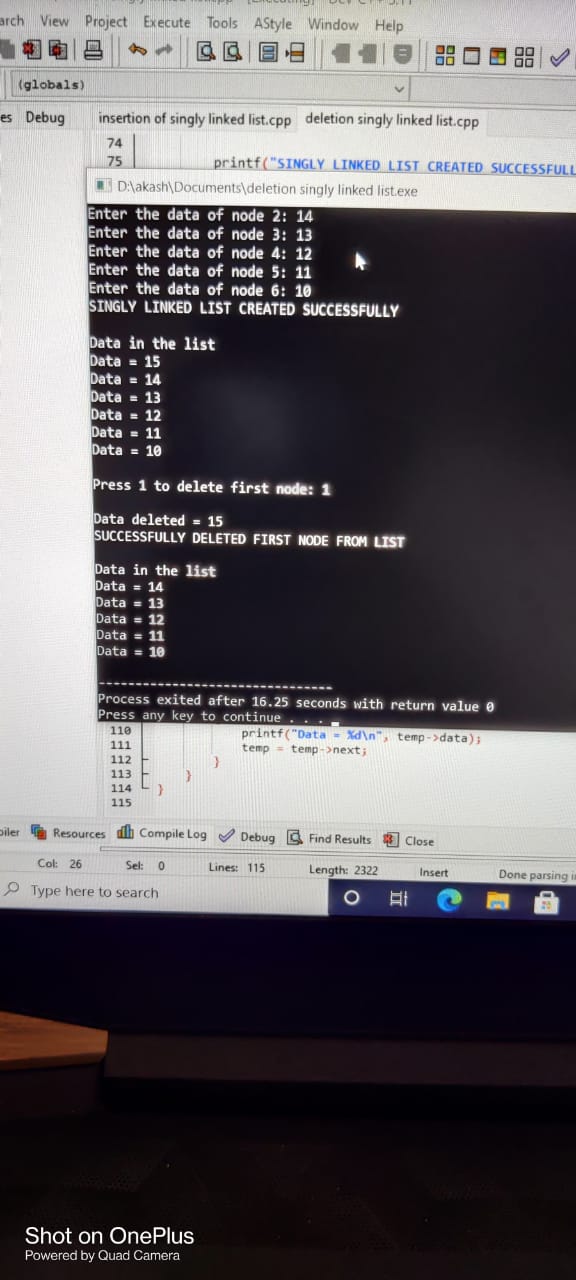 arch View Project Execute Tools AStyle Window Help
(globals)
es Debug insertion of singly linked list.cpp deletion singly linked list.cpp
74
75 printf("SINGLY LINKED LIST CREATED SUCCESSFULL
D:\akash\Documents\deletion singly linked list.exe
Enter the data of node 2: 14
Enter the data of node 3: 13
Enter the data of node 4: 12
Enter the data of node 5: 11
Enter the data of node 6: 10
SINGLY LINKED LIST CREATED SUCCESSFULLY
Data in the list
Data = 15
Data = 14
Data = 13
Data = 12
Data = 11
Data = 10
Press 1 to delete first node: 1
Data deleted = 15
SUCCESSFULLY DELETED FIRST NODE FROM LIST
Data in the list
Data = 14
Data = 13
Data = 12
Data = 11
Data = 10
--------------------------------
Process exited after 16.25 seconds with return value 0
Press any key to continue . . .
110 printf("Data = %d\n", temp->data);
111 temp = temp->next;
112 }
113 }
114 }
115
piler Resources Compile Log Debug Find Results Close
Col: 26 Sel: 0 Lines: 115 Length: 2322 Insert Done parsing i
Type here to search
Shot on OnePlus
Powered by Quad Camera